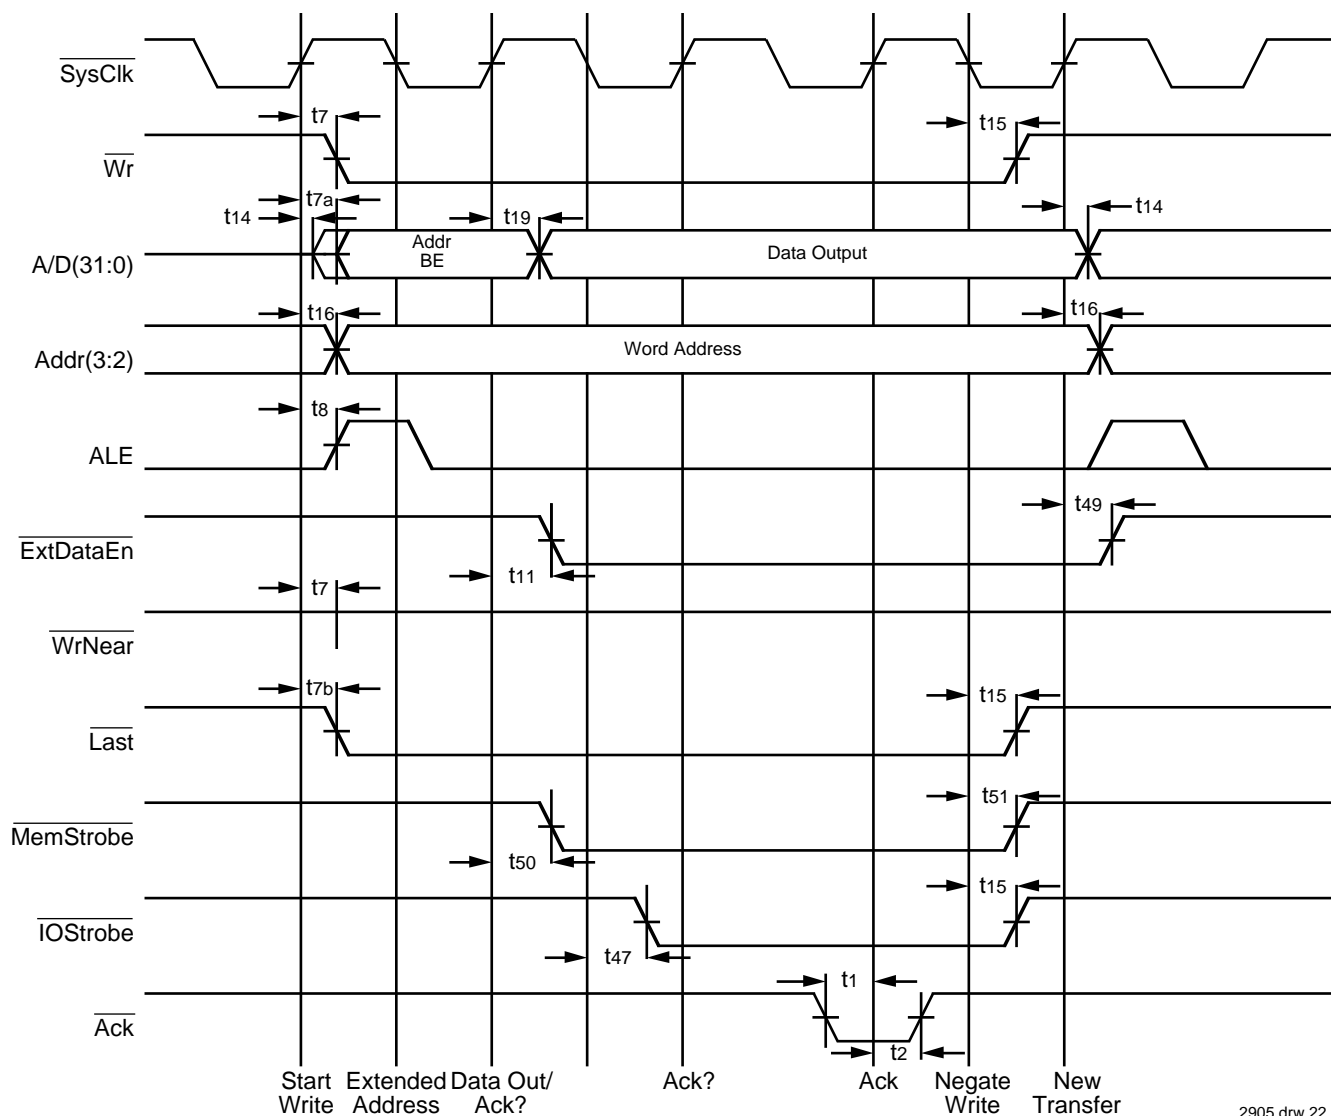 SysClk
t7
t15
Wr
t7a
t14
t19
t14
A/D(31:0)
Addr
BE
Data Output
t16
t16
Addr(3:2)
Word Address
t8
ALE
t49
ExtDataEn
t11
t7
WrNear
t7b
t15
Last
t51
MemStrobe
t50
t15
IOStrobe
t47
t1
Ack
t2
Start
Write
Extended
Address
Data Out/
Ack?
Ack?
Ack
Negate
Write
New
Transfer
2905 drw 22